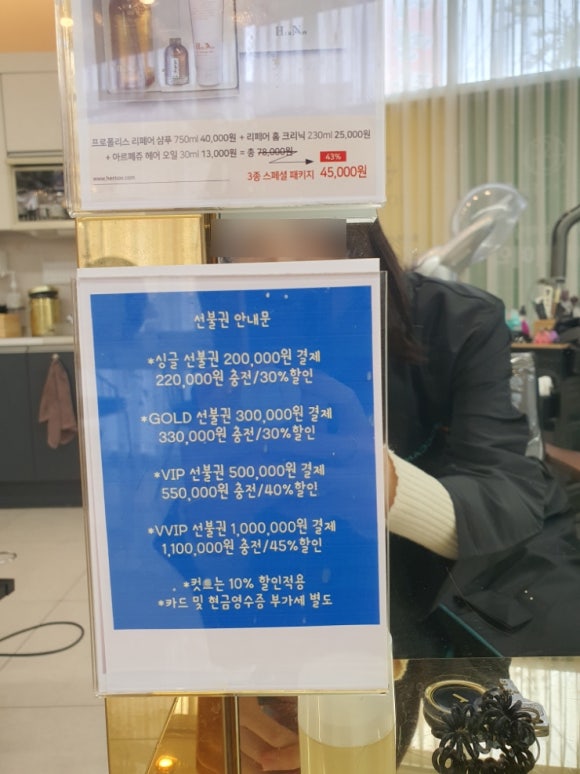 프로폴리스 리페어 샴푸 750ml 40,000원 + 리페어 홈 크리닉 230ml 25,000원
+ 아르페쥬 헤어 오일 30ml 13,000원 = 총 78,000원
43%
www.herssu.com
3종 스페셜 패키지 45,000원
선불권 안내문
*싱글 선불권 200,000원 결제
220,000원 충전/30%할인
*GOLD 선불권 300,000원 결제
330,000원 충전/30%할인
*VIP 선불권 500,000원 결제
550,000원 충전/40%할인
*VVIP 선불권 1,000,000원 결제
1,100,000원 충전/45%할인
*컷트는 10% 할인적용
*카드 및 현금영수증 부가세 별도